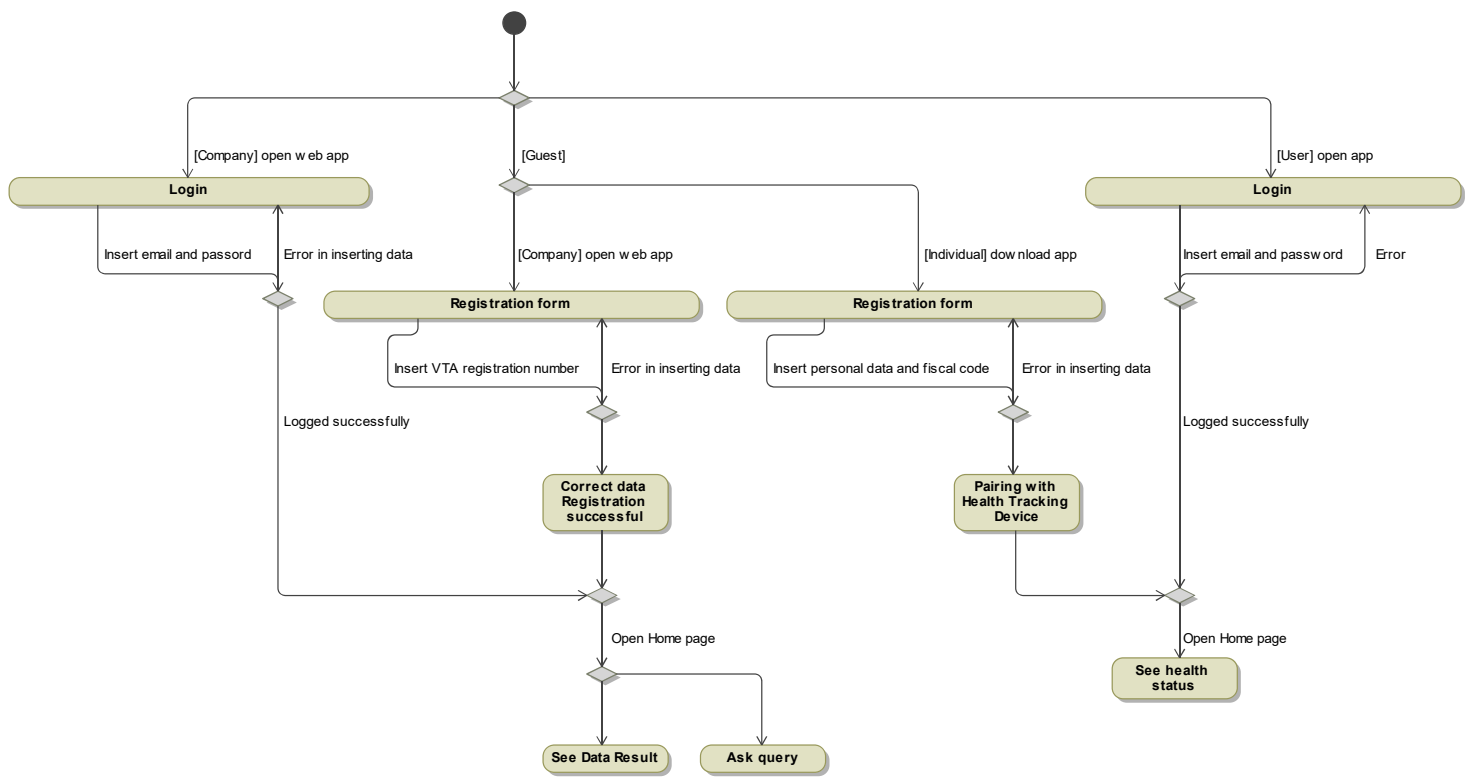 [Company] open web app
[Guest]
[User] open app
Login
Login
Insert email and passord
Error in inserting data
[Company] open web app
[Individual] download app
Insert email and password
Error
Registration form
Registration form
Insert VTA registration number
Error in inserting data
Insert personal data and fiscal code
Error in inserting data
Logged successfully
Logged successfully
Correct data
Registration
successful
Pairing with
Health Tracking
Device
Open Home page
Open Home page
See health
status
See Data Result
Ask query